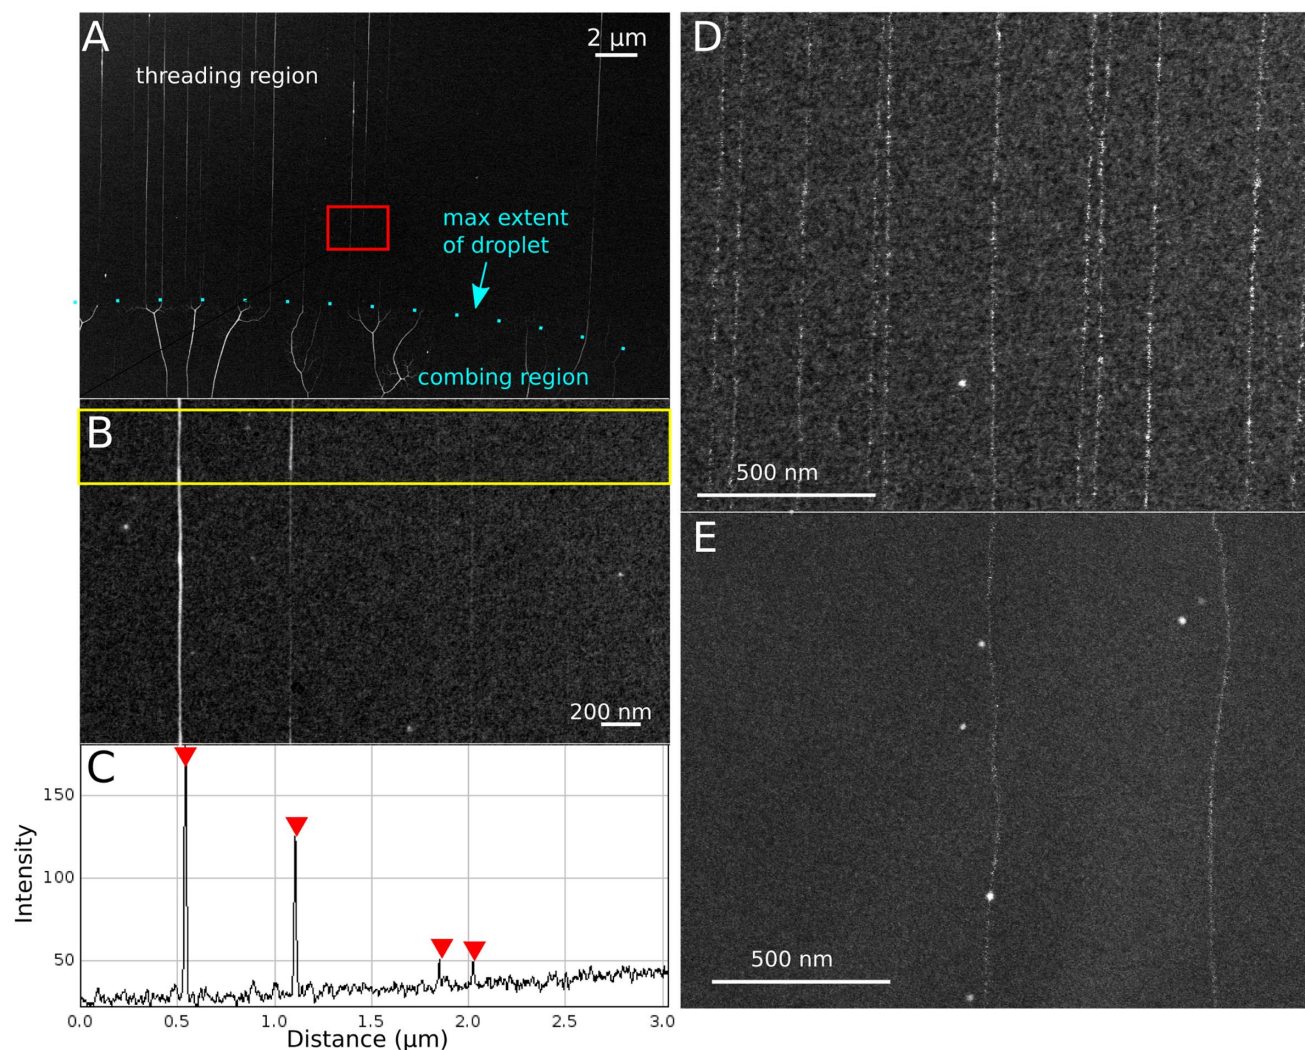 A
2 µm
threading region
max extent
of droplet
combing region
B
200 nm
C
150
100
50
Intensity
0.0
0.5
1.0
1.5
2.0
2.5
3.0
Distance (µm)
D
500 nm
E
500 nm